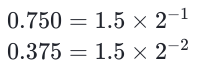 0.750 = 1.5 × 2⁻¹
0.375 = 1.5 × 2⁻²